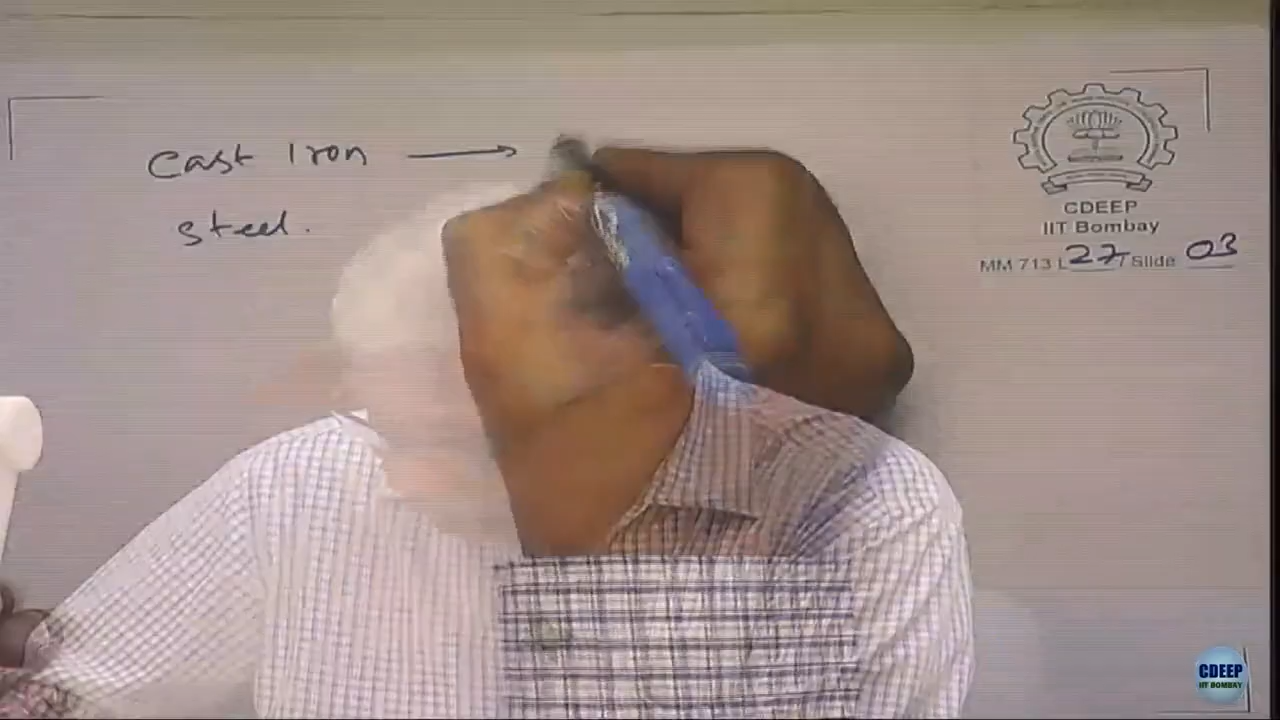 Cast Iron →
steel.
CDEEP
IIT Bombay
MM 713 L 27 / Slide 03
CDEEP
IIT BOMBAY